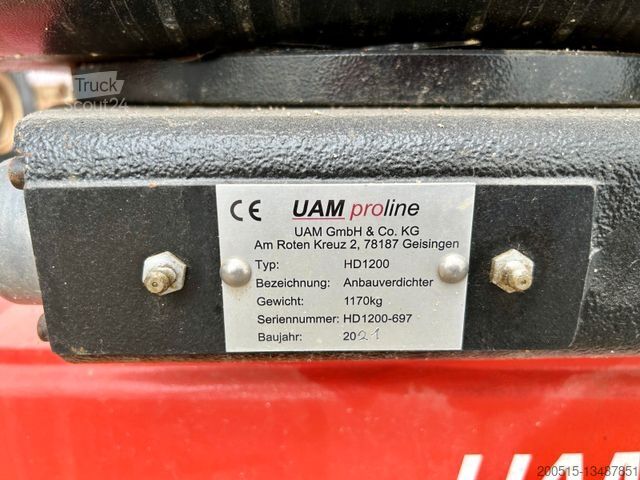 Truck
Scout24
CE UAM proline
UAM GmbH & Co. KG
Am Roten Kreuz 2, 78187 Geisingen
Typ: HD1200
Bezeichnung: Anbauverdichter
Gewicht: 1170kg
Seriennummer: HD1200-697
Baujahr: 2021
UAM
200515-13487851